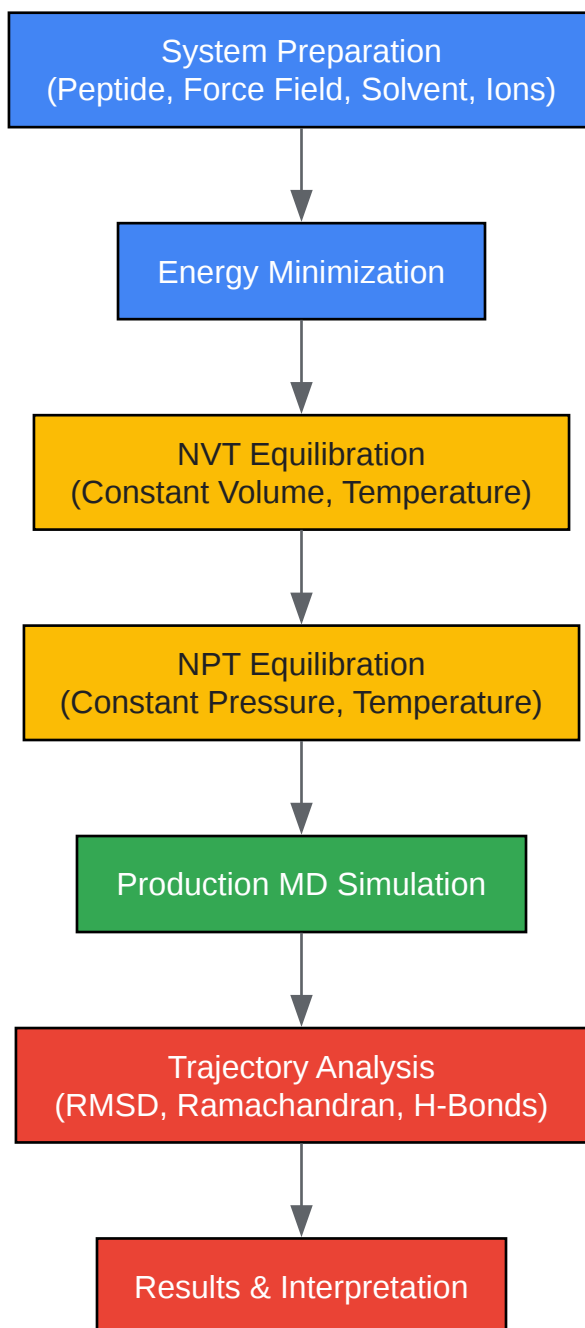 System Preparation
(Peptide, Force Field, Solvent, Ions)
Energy Minimization
NVT Equilibration
(Constant Volume, Temperature)
NPT Equilibration
(Constant Pressure, Temperature)
Production MD Simulation
Trajectory Analysis
(RMSD, Ramachandran, H-Bonds)
Results & Interpretation